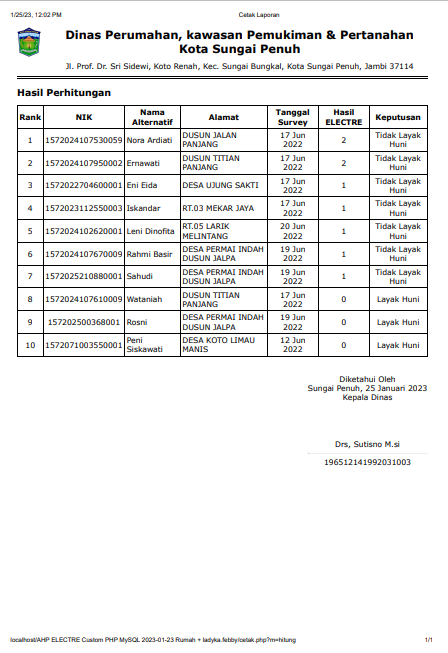 1/25/23, 12:02 PM Cetak Laporan
Dinas Perumahan, kawasan Pemukiman & Pertanahan
Kota Sungai Penuh
Jl. Prof. Dr. Sri Sidewi, Koto Renah, Kec. Sungai Bungkal, Kota Sungai Penuh, Jambi 37114
Hasil Perhitungan
Rank NIK Nama Alternatif Alamat Tanggal Survey Hasil ELECTRE Keputusan
1 1572024107530059 Nora Ardiati DUSUN JALAN PANJANG 17 Jun 2022 2 Tidak Layak Huni
2 1572024107950002 Ernawati DUSUN TITIAN PANJANG 17 Jun 2022 2 Tidak Layak Huni
3 1572022704600001 Eni Eida DESA UJUNG SAKTI 17 Jun 2022 1 Tidak Layak Huni
4 1572023112550003 Iskandar RT.03 MEKAR JAYA 17 Jun 2022 1 Tidak Layak Huni
5 1572024102620001 Leni Dinofita RT.05 LARIK MELINTANG 20 Jun 2022 1 Tidak Layak Huni
6 1572024107670009 Rahmi Basir DESA PERMAI INDAH DUSUN JALPA 19 Jun 2022 1 Tidak Layak Huni
7 1572025210880001 Sahudi DESA PERMAI INDAH DUSUN JALPA 19 Jun 2022 1 Tidak Layak Huni
8 1572024107610009 Wataniah DUSUN TITIAN PANJANG 17 Jun 2022 0 Layak Huni
9 157202500368001 Rosni DESA PERMAI INDAH DUSUN JALPA 19 Jun 2022 0 Layak Huni
10 1572071003550001 Peni Siskawati DESA KOTO LIMAU MANIS 12 Jun 2022 0 Layak Huni
Diketahui Oleh
Sungai Penuh, 25 Januari 2023
Kepala Dinas
Drs, Sutisno M.si
196512141992031003
localhost/AHP ELECTRE Custom PHP MySQL 2023-01-23 Rumah + ladyka.febby/cetak.php?m=hitung 1/1